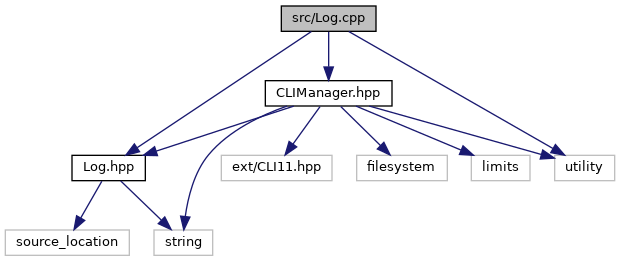 src/Log.cpp
CLIManager.hpp
Log.hpp
ext/CLI11.hpp
filesystem
limits
utility
source_location
string